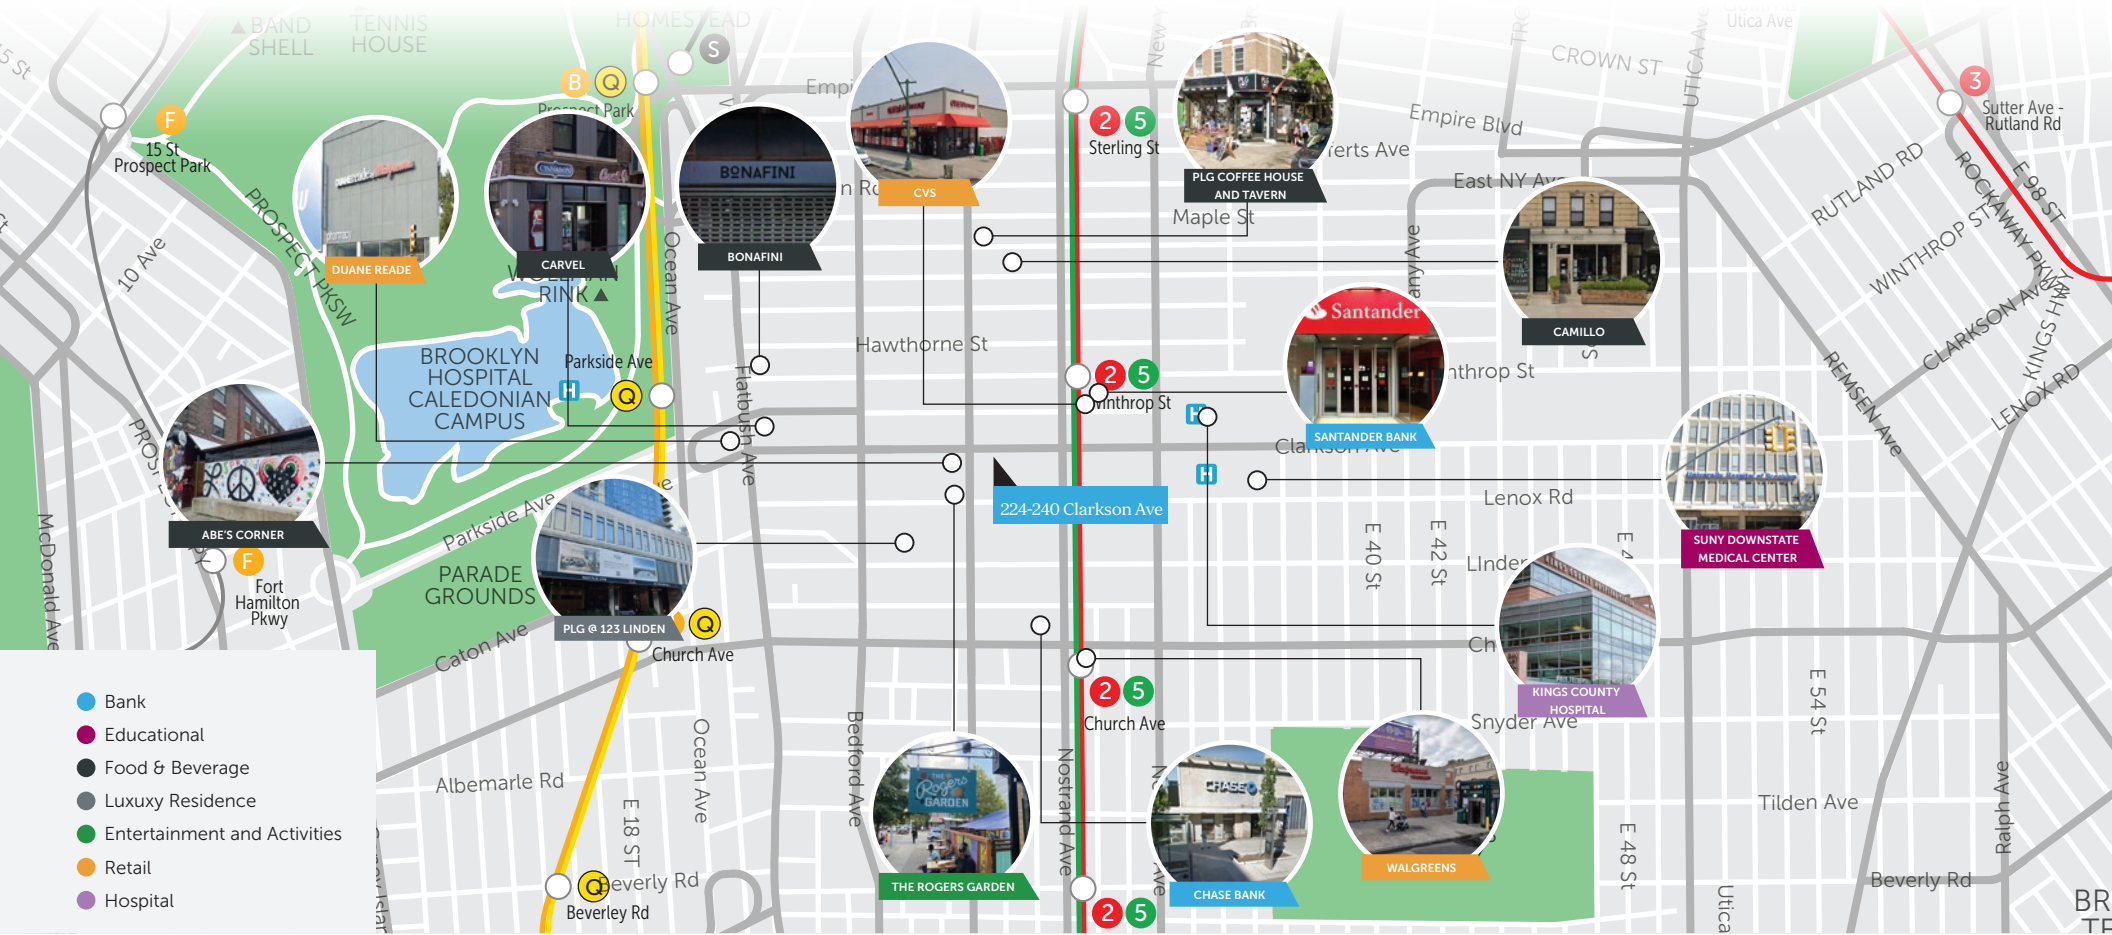 BAND
SHELL
TENNIS
HOUSE
HOMESTEAD
S
B
Q
Prospect Park
F
15 St
Prospect Park
15 St
10 Ave
PROSPECT PKSW
DUANE READE
CARVEL
BONAFINI
BONAFINI
CVS
PLG COFFEE HOUSE
AND TAVERN
2
5
Sterling St
Utica Ave
UTICA AVE
CROWN ST
Empire Blvd
3
Sutter Ave -
Rutland Rd
East NY Ave
Maple St
RUTLAND RD
ROCKAWAY PKWY
E 98 ST
WINTHROP ST
CLARKSON AVE
KINGS HWY
LENOX RD
REMSEN AVE
RINK
Ocean Ave
BROOKLYN
HOSPITAL
CALEDONIAN
CAMPUS
H
Parkside Ave
Q
Flatbush Ave
Hawthorne St
2
5
Winthrop St
Santander
SANTANDER BANK
CAMILLO
H
H
Clarkson Ave
Lenox Rd
SUNY DOWNSTATE
MEDICAL CENTER
ABE'S CORNER
224-240 Clarkson Ave
Parkside Ave
PARADE
GROUNDS
PLG @ 123 LINDEN
Caton Ave
Q
Church Ave
McDonald Ave
F
Fort
Hamilton
Pkwy
E 40 St
E 42 St
KINGS COUNTY
HOSPITAL
Snyder Ave
2
5
Church Ave
Nostrand Ave
Bedford Ave
Ocean Ave
Albemarle Rd
E 18 ST
Q
Beverly Rd
Beverley Rd
THE
Rogers
GARDEN
THE ROGERS GARDEN
CHASE
CHASE BANK
Walgreens
WALGREENS
2
5
E 48 St
E 54 St
Tilden Ave
Ralph Ave
Beverly Rd
Utica
Bank
Educational
Food & Beverage
Luxuxy Residence
Entertainment and Activities
Retail
Hospital